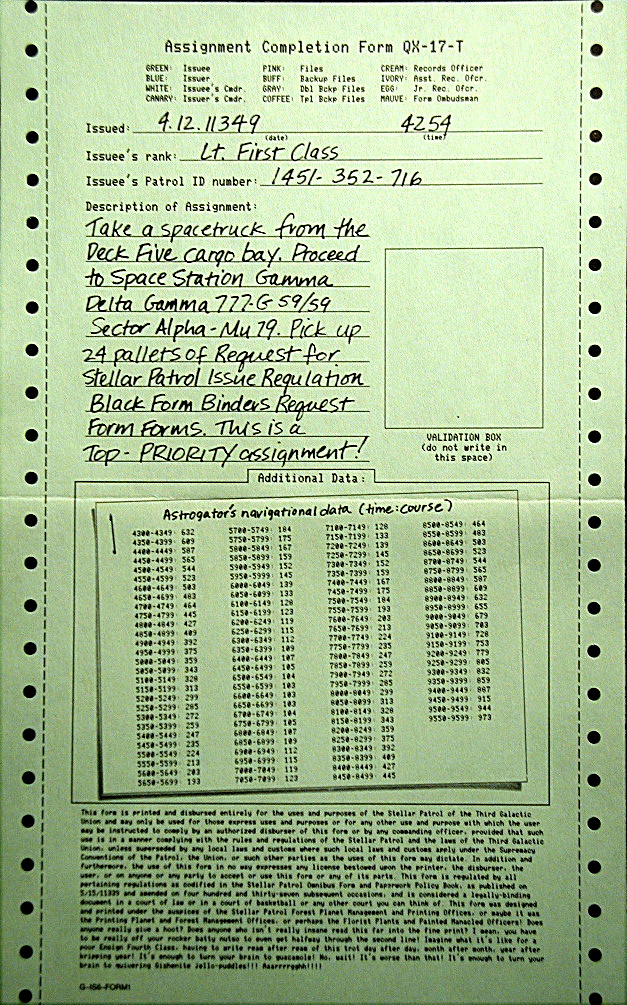 Assignment Completion Form QX-17-T
GREEN: Issuee PINK: Files CREAM: Records Officer
BLUE: Issuer BUFF: Backup Files IVORY: Asst. Rec. Ofcr.
WHITE: Issuee's Cmdr. GRAY: Dbl Bckp Files EGG: Jr. Rec. Ofcr.
CANARY: Issuer's Cmdr. COFFEE: Tpl Bckp Files MAUVE: Form Ombudsman
Issued: 4.12.11349 4254
(date) (time)
Issuee's rank: Lt. First Class
Issuee's Patrol ID number: 1451-352-716
Description of Assignment:
Take a spacetruck from the
Deck Five cargo bay. Proceed
to Space Station Gamma
Delta Gamma 777-G 59/59
Sector Alpha-Mu 79. Pick up
24 pallets of Request for
Stellar Patrol Issue Regulation
Black Form Binders Request
Form Forms. This is a
Top-PRIORITY assignment!
VALIDATION BOX
(do not write in
this space)
Additional Data:
Astrogator's navigational data (time:course)
4300-4349: 632 5700-5749: 184 7100-7149: 128 8500-8549: 464
4350-4399: 609 5750-5799: 175 7150-7199: 133 8550-8599: 483
4400-4449: 587 5800-5849: 167 7200-7249: 139 8600-8649: 503
4450-4499: 565 5850-5899: 159 7250-7299: 145 8650-8699: 523
4500-4549: 544 5900-5949: 152 7300-7349: 152 8700-8749: 544
4550-4599: 523 5950-5999: 145 7350-7399: 159 8750-8799: 565
4600-4649: 503 6000-6049: 139 7400-7449: 167 8800-8849: 587
4650-4699: 483 6050-6099: 133 7450-7499: 175 8850-8899: 609
4700-4749: 464 6100-6149: 128 7500-7549: 184 8900-8949: 632
4750-4799: 445 6150-6199: 123 7550-7599: 193 8950-8999: 655
4800-4849: 427 6200-6249: 119 7600-7649: 203 9000-9049: 679
4850-4899: 409 6250-6299: 115 7650-7699: 213 9050-9099: 703
4900-4949: 392 6300-6349: 112 7700-7749: 224 9100-9149: 728
4950-4999: 375 6350-6399: 109 7750-7799: 235 9150-9199: 753
5000-5049: 359 6400-6449: 107 7800-7849: 247 9200-9249: 779
5050-5099: 343 6450-6499: 105 7850-7899: 259 9250-9299: 805
5100-5149: 328 6500-6549: 104 7900-7949: 272 9300-9349: 832
5150-5199: 313 6550-6599: 103 7950-7999: 285 9350-9399: 859
5200-5249: 299 6600-6649: 103 8000-8049: 299 9400-9449: 887
5250-5299: 285 6650-6699: 103 8050-8099: 313 9450-9499: 915
5300-5349: 272 6700-6749: 104 8100-8149: 328 9500-9549: 944
5350-5399: 259 6750-6799: 105 8150-8199: 343 9550-9599: 973
5400-5449: 247 6800-6849: 107 8200-8249: 359
5450-5499: 235 6850-6899: 109 8250-8299: 375
5500-5549: 224 6900-6949: 112 8300-8349: 392
5550-5599: 213 6950-6999: 115 8350-8399: 409
5600-5649: 203 7000-7049: 119 8400-8449: 427
5650-5699: 193 7050-7099: 123 8450-8499: 445
This form is printed and disbursed entirely for the uses and purposes of the Stellar Patrol of the Third Galactic
Union and may only be used for those express uses and purposes or for any other use and purpose with which the user
may be instructed to comply by an authorized disburser of this form or by any commanding officer, provided that such
use is in a manner complying with the rules and regulations of the Stellar Patrol and the laws of the Third Galactic
Union, unless superseded by any local laws and customs where such local laws and customs apply under the Supremacy
Conventions of the Patrol, the Union, or such other parties as the uses of this form may dictate. In addition and
furthermore, the use of this form in no way expresses any license bestowed upon the printer, the disburser, the
user, or on anyone or any party to accept or use this form or any of its parts. This form is regulated by all
pertaining regulations as codified in the Stellar Patrol Omnibus Form and Paperwork Policy Book, as published on
5/15/11339 and amended on four hundred and thirty-seven subsequent occasions, and is considered a legally-binding
document in a court of law or in a court of basketball or any other court you can think of. This form was designed
and printed under the auspices of the Stellar Patrol Forest Planet Management and Printing Offices, or maybe it was
the Printing Planet and Forest Management Offices, or perhaps the Florist Plants and Painted Manacled Officers! Does
anyone really give a hoot? Does anyone who isn't really insane read this far into the fine print? I mean, you have
to be really off your rocker batty nutso to even get halfway through the second line! Imagine what it's like for a
poor Ensign Fourth Class, having to write ream after ream of this trot day after day, month after month, year after
kripping year! It's enough to turn your brain to guacamole! No, wait! It's worse than that! It's enough to turn your
brain to quivering Gishenite Jello-puddles!!! Aaarrrrgghh!!!!
G-IS6-FORM1